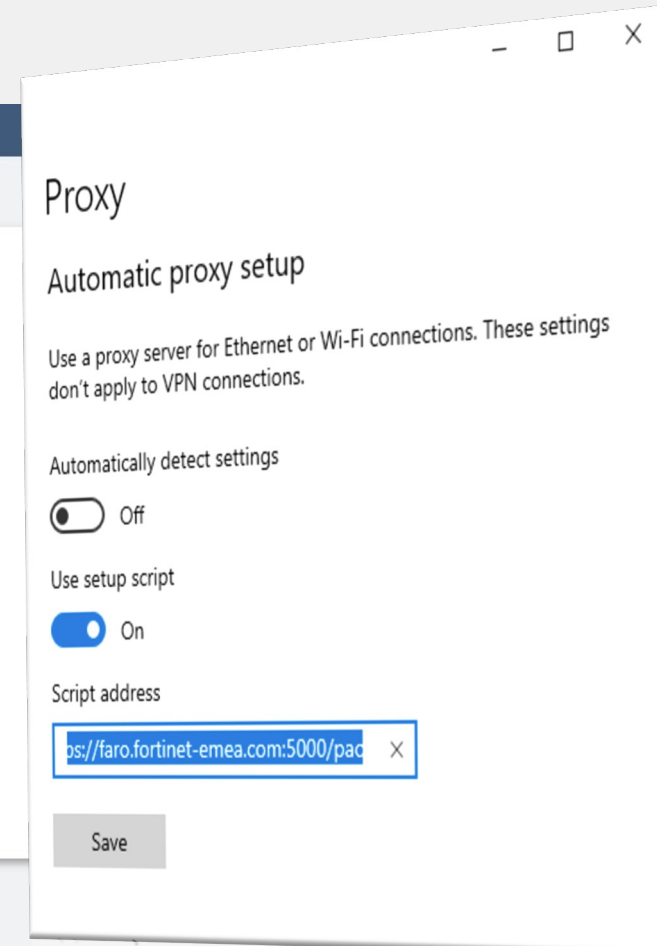 Proxy
Automatic proxy setup
Use a proxy server for Ethernet or Wi-Fi connections. These settings
don't apply to VPN connections.
Automatically detect settings
Off
Use setup script
On
Script address
ps://faro.fortinet-emea.com:5000/pac
Save